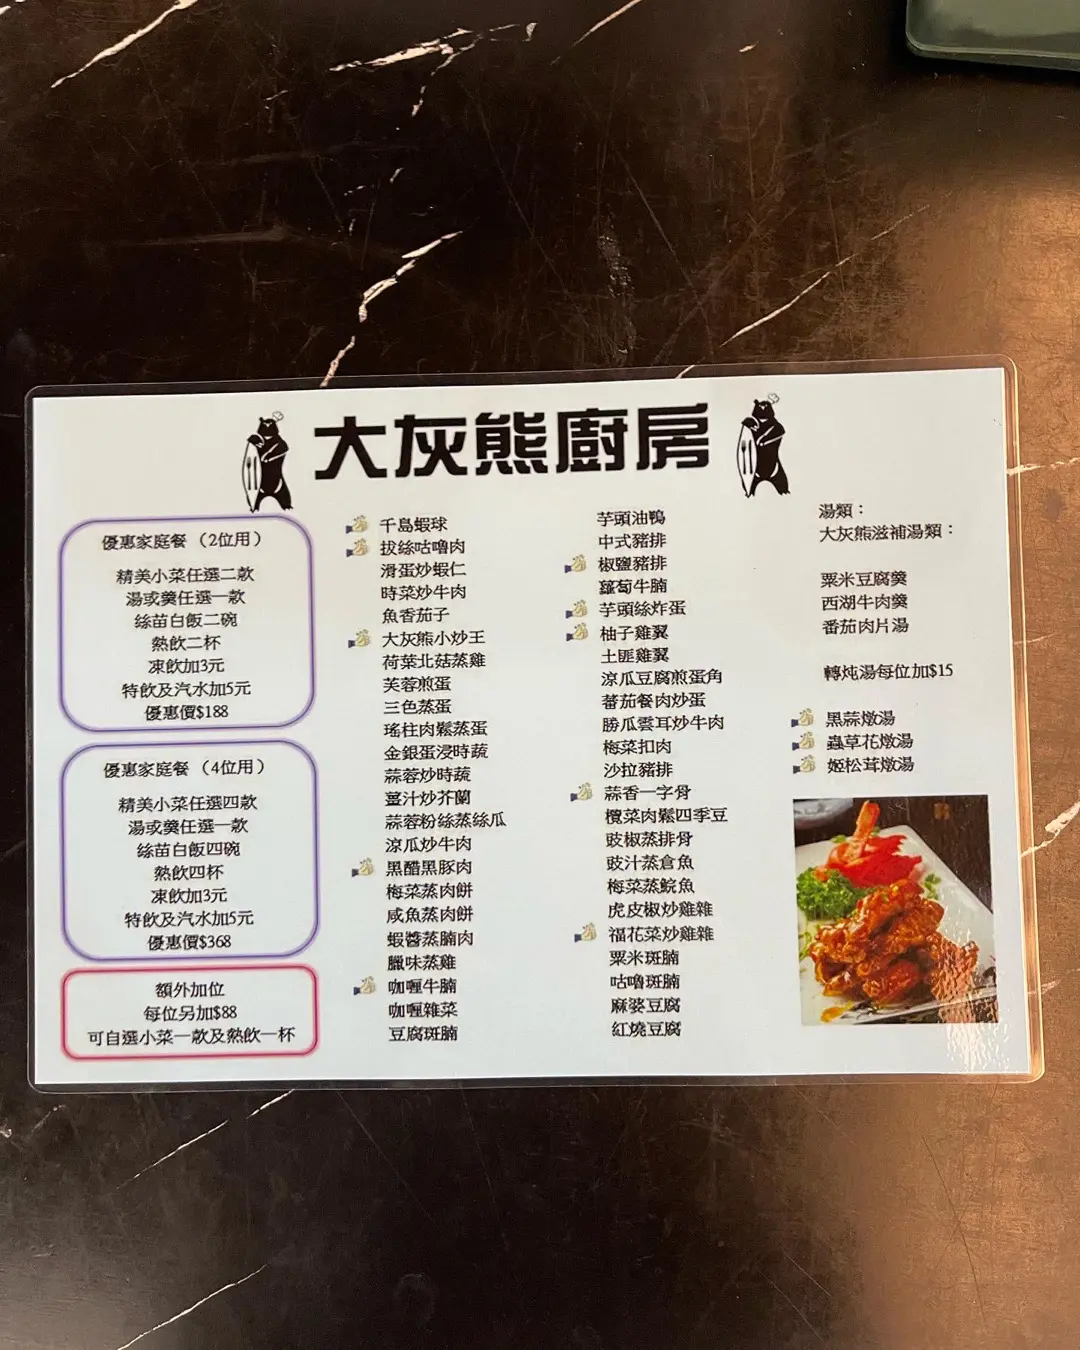 大灰熊廚房
優惠家庭餐 （2位用）
精美小菜任選二款
湯或羹任選一款
絲苗白飯二碗
熱飲二杯
凍飲加3元
特飲及汽水加5元
優惠價$188
優惠家庭餐 （4位用）
精美小菜任選四款
湯或羹任選一款
絲苗白飯四碗
熱飲四杯
凍飲加3元
特飲及汽水加5元
優惠價$368
額外加位
每位另加$88
可自選小菜一款及熱飲一杯
千島蝦球
拔絲咕嚕肉
滑蛋炒蝦仁
時菜炒牛肉
魚香茄子
大灰熊小炒王
荷葉北菇蒸雞
芙蓉煎蛋
三色蒸蛋
瑤柱肉鬆蒸蛋
金銀蛋浸時蔬
蒜蓉炒時蔬
薑汁炒芥蘭
蒜蓉粉絲蒸絲瓜
涼瓜炒牛肉
黑醋黑豚肉
梅菜蒸肉餅
咸魚蒸肉餅
蝦醬蒸腩肉
臘味蒸雞
咖喱牛腩
咖喱雜菜
豆腐斑腩
芋頭油鴨
中式豬排
椒鹽豬排
蘿蔔牛腩
芋頭絲炸蛋
柚子雞翼
土匪雞翼
涼瓜豆腐煎蛋角
蕃茄餐肉炒蛋
勝瓜雲耳炒牛肉
梅菜扣肉
沙拉豬排
蒜香一字骨
欖菜肉鬆四季豆
豉椒蒸排骨
豉汁蒸倉魚
梅菜蒸鯇魚
虎皮椒炒雞雜
福花菜炒雞雜
粟米斑腩
咕嚕斑腩
麻婆豆腐
紅燒豆腐
湯類：
大灰熊滋補湯類：
粟米豆腐羹
西湖牛肉羹
番茄肉片湯
轉炖湯每位加$15
黑蒜燉湯
蟲草花燉湯
姬松茸燉湯